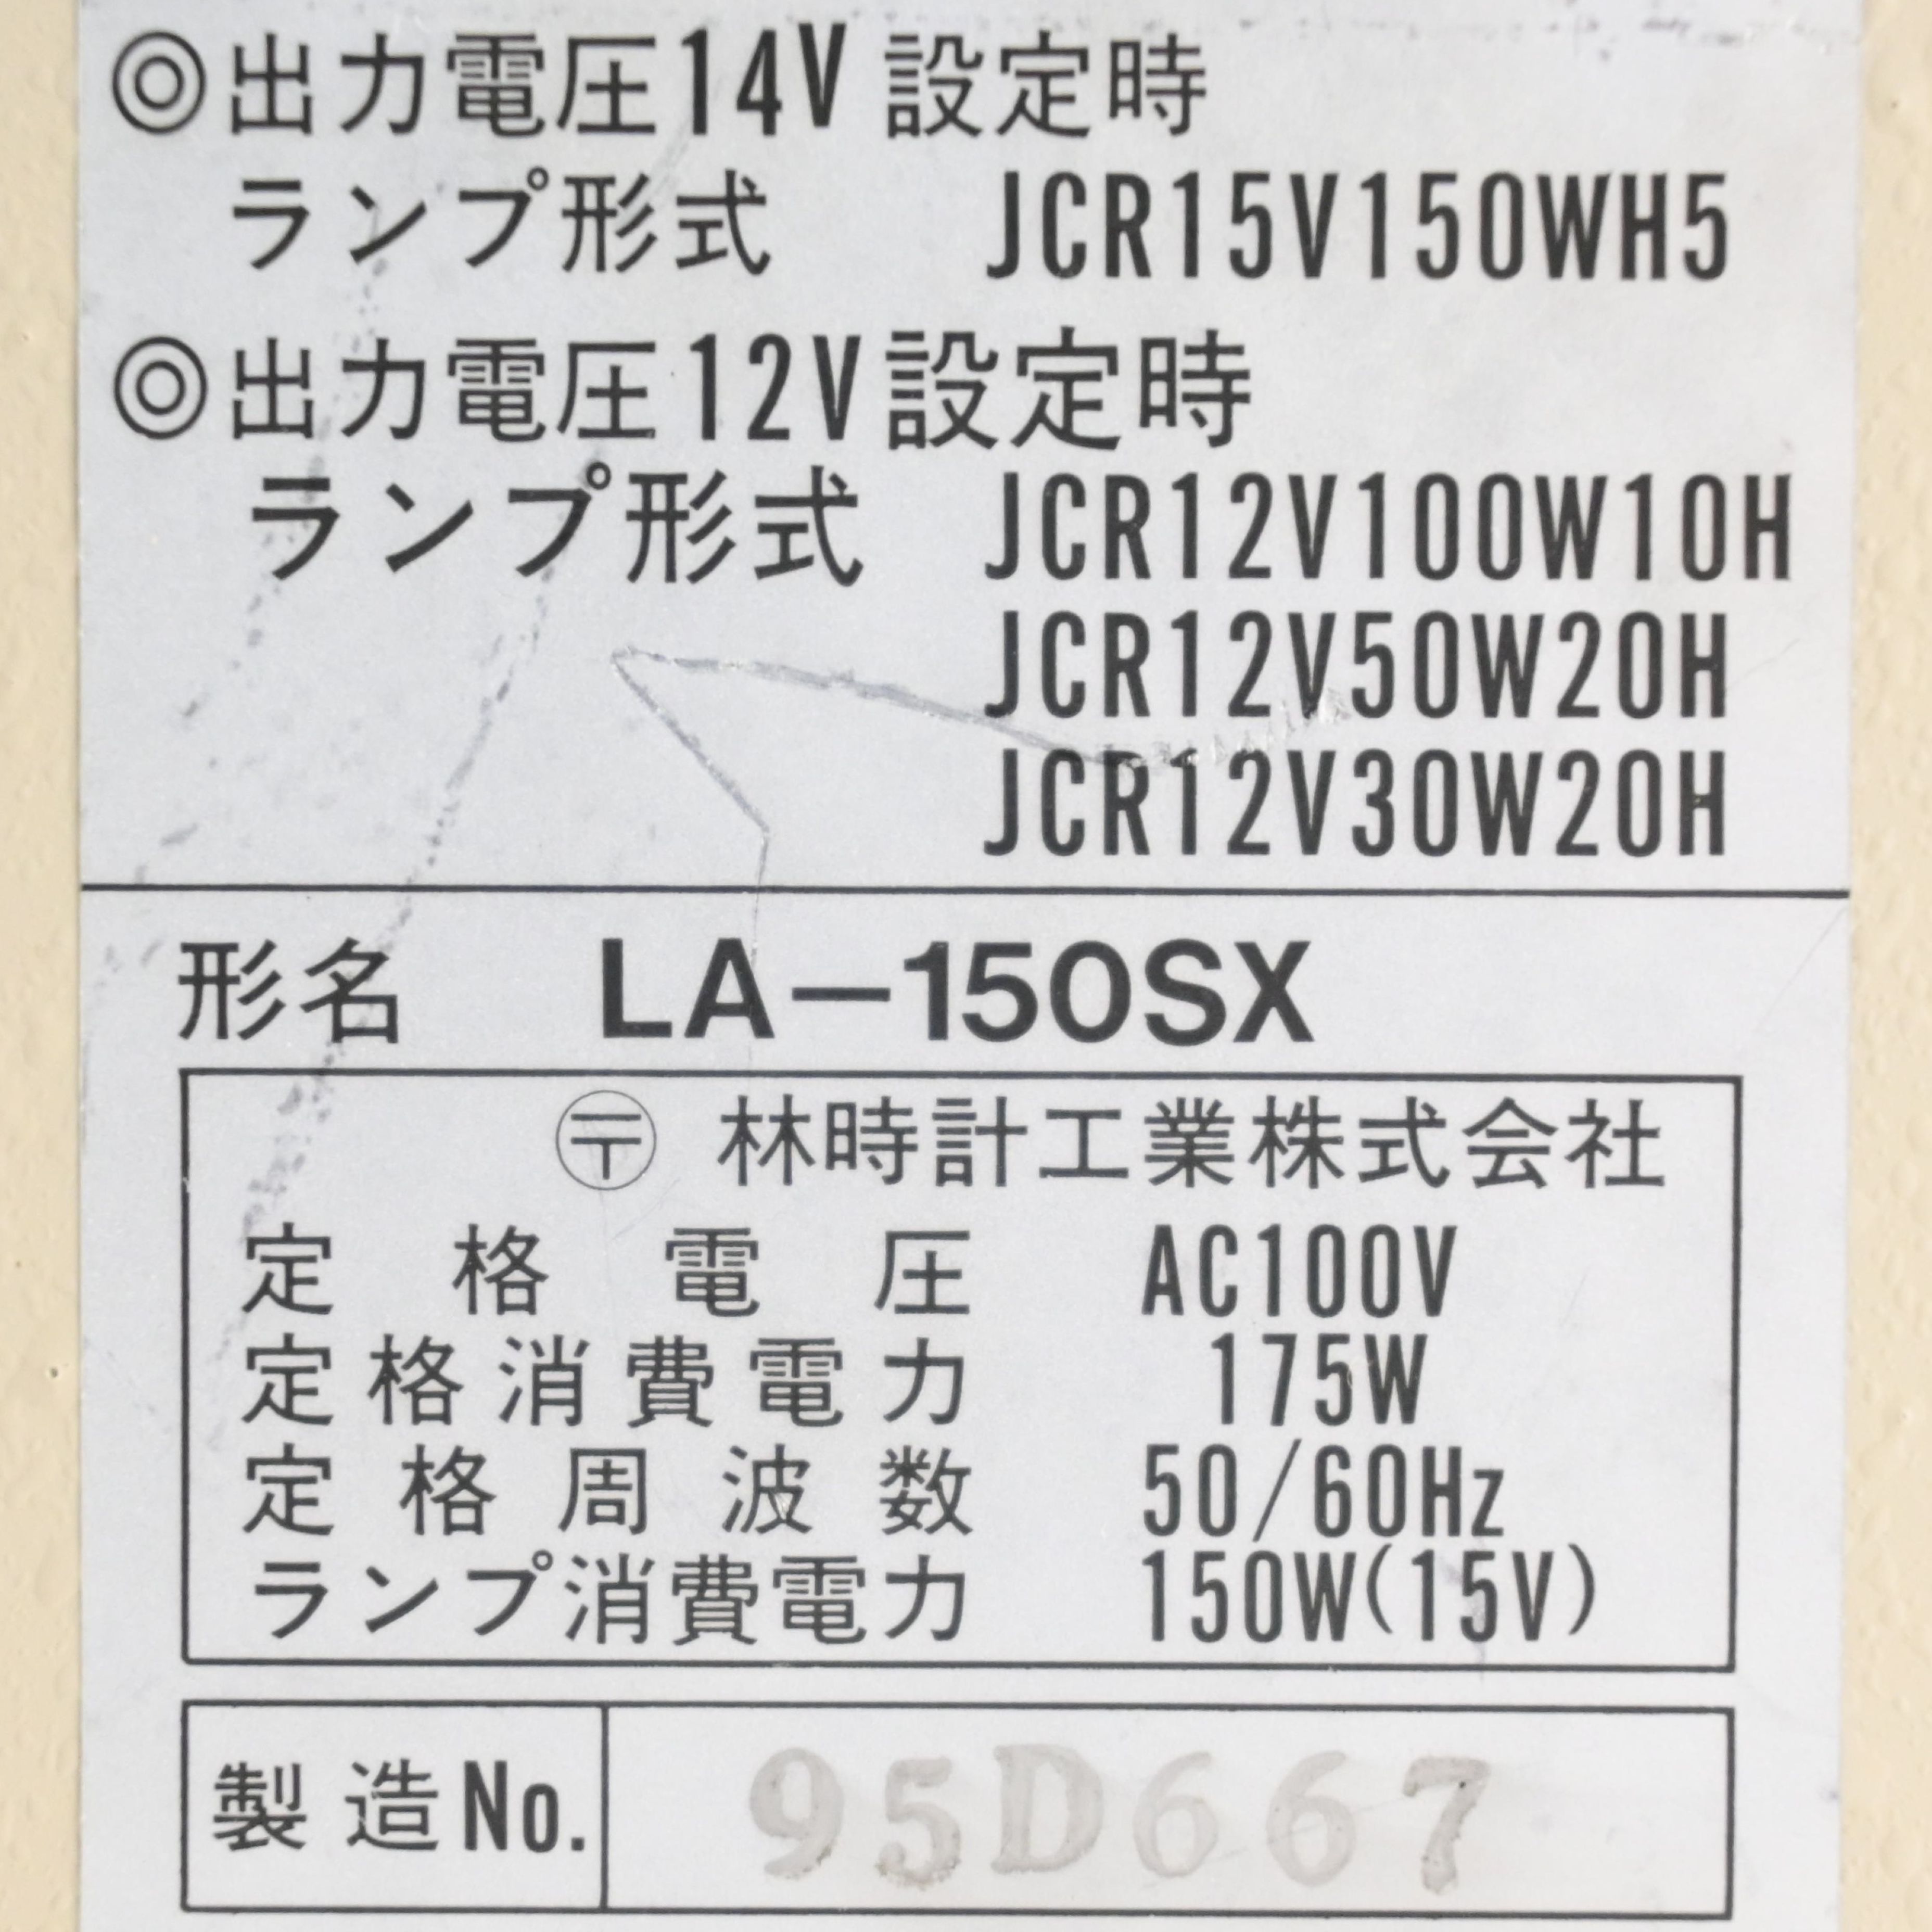 ◎出力電圧14V設定時
ランプ形式 JCR15V150WH5
◎出力電圧12V設定時
ランプ形式 JCR12V100W10H
JCR12V50W20H
JCR12V30W20H
形名 LA-150SX
〶 林時計工業株式会社
定格電圧 AC100V
定格消費電力 175W
定格周波数 50/60Hz
ランプ消費電力 150W(15V)
製造No. 95D667